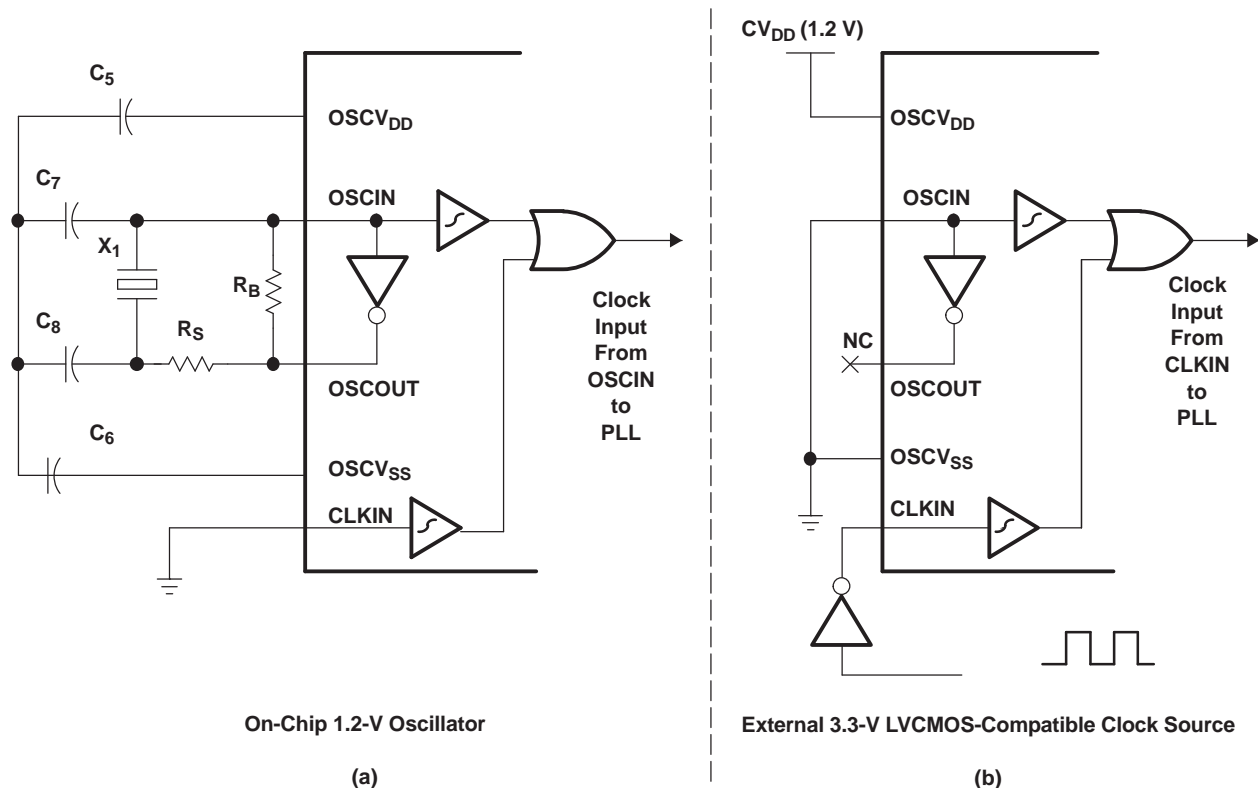 C5
OSCVDD
C7
OSCIN
X1
RB
C8
RS
OSCOUT
C6
OSCVSS
CLKIN
Clock
Input
From
OSCIN
to
PLL
On-Chip 1.2-V Oscillator
(a)
CVDD (1.2 V)
OSCVDD
OSCIN
NC
OSCOUT
OSCVSS
CLKIN
Clock
Input
From
CLKIN
to
PLL
External 3.3-V LVCMOS-Compatible Clock Source
(b)